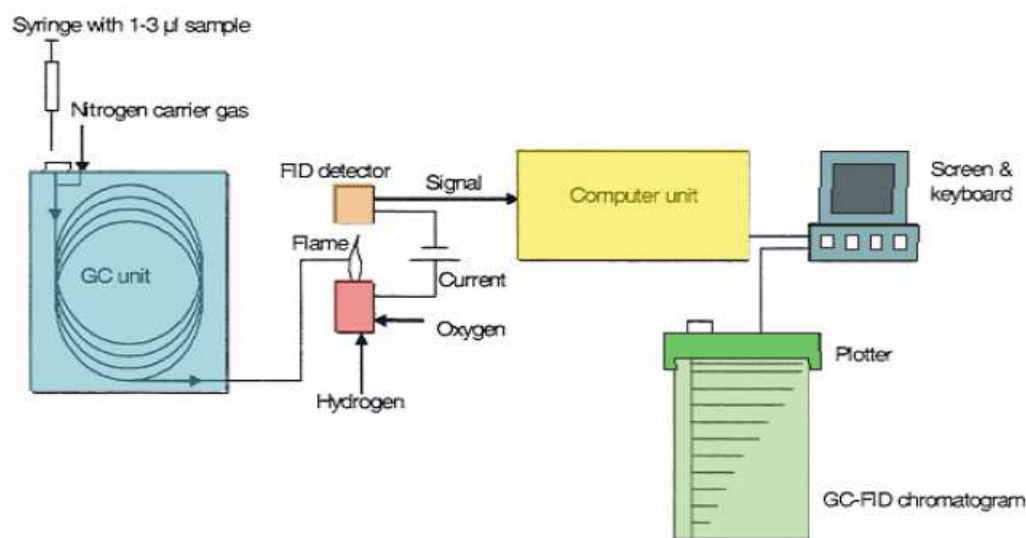 Syringe with 1-3 µl sample
Nitrogen carrier gas
GC unit
FID detector
Signal
Flame
Current
Oxygen
Hydrogen
Computer unit
Screen &
keyboard
Plotter
GC-FID chromatogram